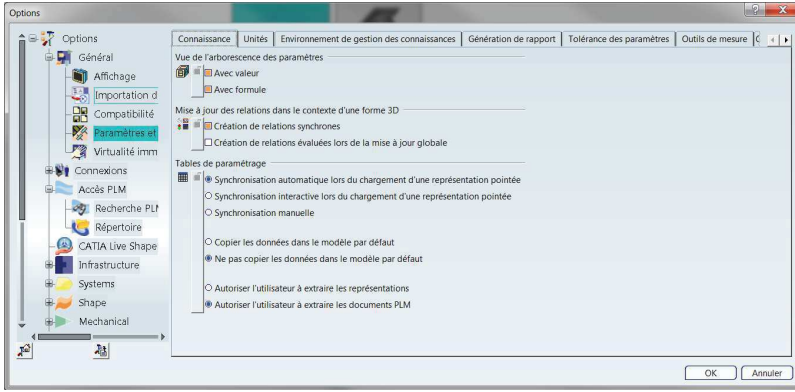 Options
Connaissance
Unités
Environnement de gestion des connaissances
Génération de rapport
Tolérance des paramètres
Outils de mesure
Options
Général
Affichage
Importation d
Compatibilité
Paramètres et
Virtualité imm
Connexions
Accès PLM
Recherche PLM
Répertoire
CATIA Live Shape
Infrastructure
Systems
Shape
Mechanical
Vue de l'arborescence des paramètres
Avec valeur
Avec formule
Mise à jour des relations dans le contexte d'une forme 3D
Création de relations synchrones
Création de relations évaluées lors de la mise à jour globale
Tables de paramétrage
Synchronisation automatique lors du chargement d'une représentation pointée
Synchronisation interactive lors du chargement d'une représentation pointée
Synchronisation manuelle
Copier les données dans le modèle par défaut
Ne pas copier les données dans le modèle par défaut
Autoriser l'utilisateur à extraire les représentations
Autoriser l'utilisateur à extraire les documents PLM
OK
Annuler